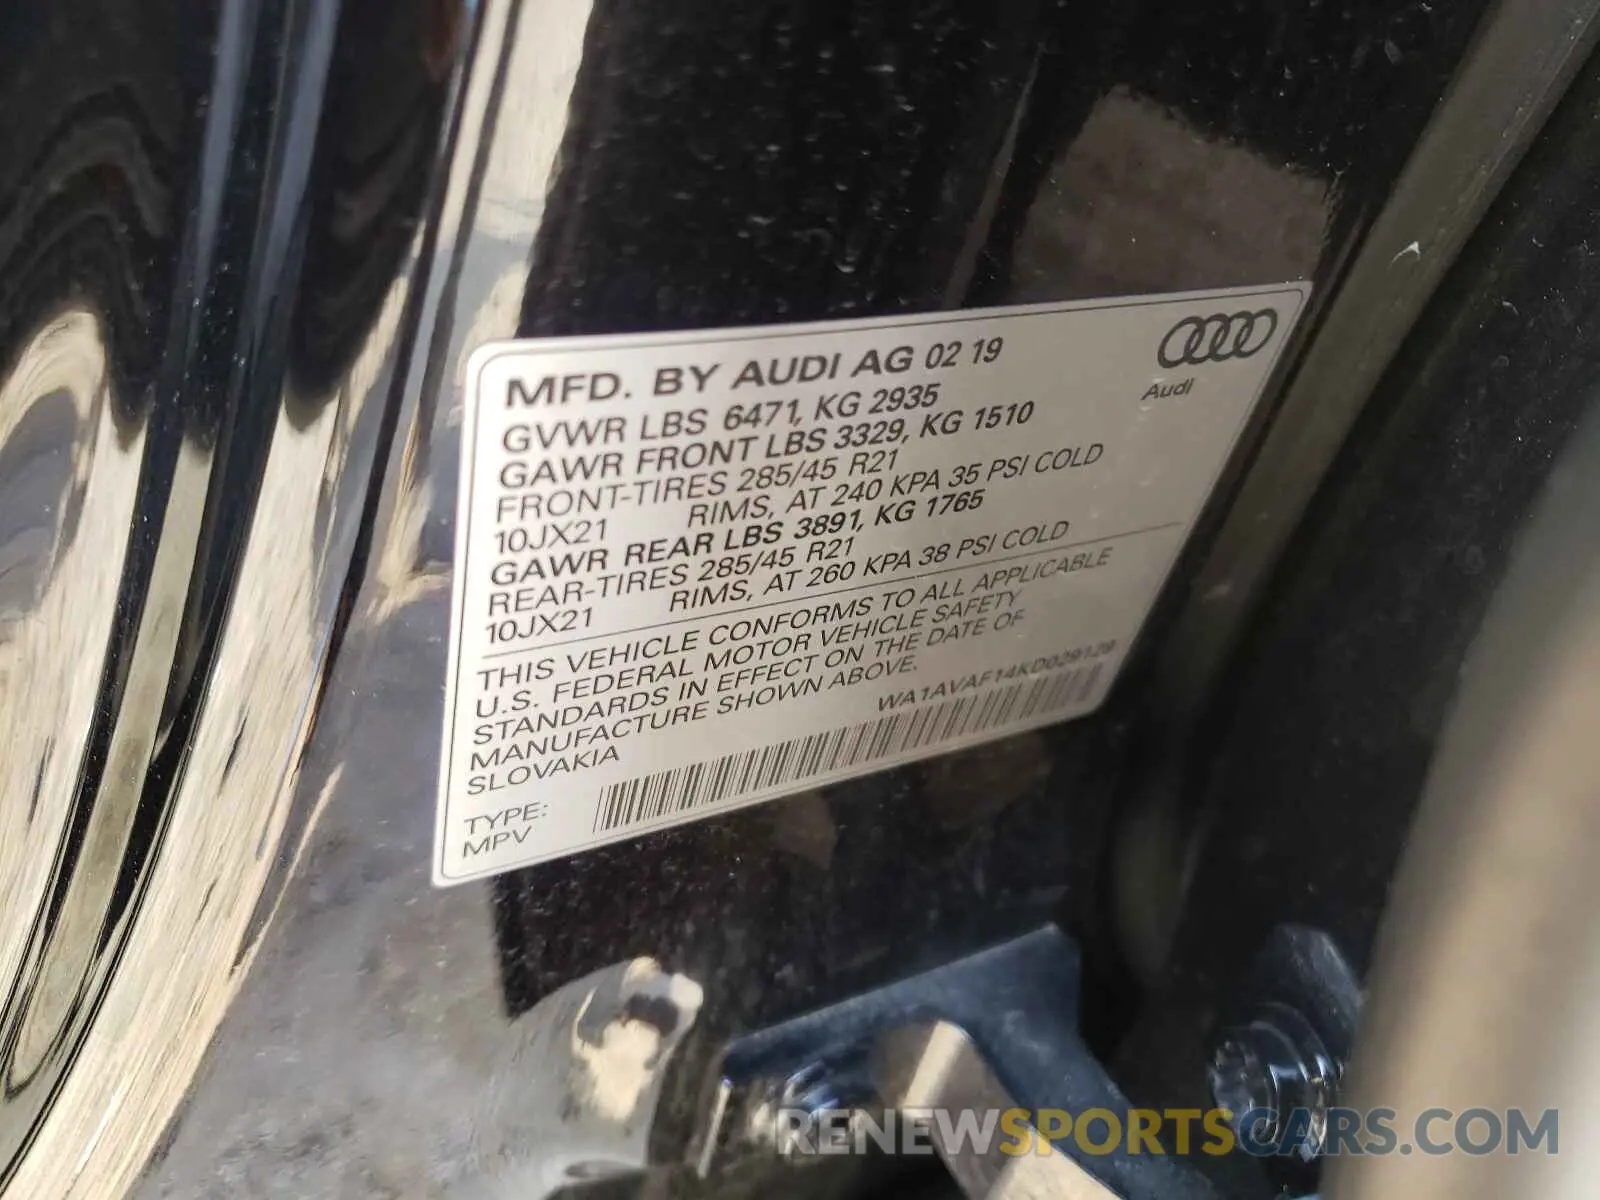 MFD. BY AUDI AG 02 19
Audi
GVWR LBS 6471, KG 2935
GAWR FRONT LBS 3329, KG 1510
FRONT-TIRES 285/45 R21
10JX21 RIMS, AT 240 KPA 35 PSI COLD
GAWR REAR LBS 3891, KG 1765
REAR-TIRES 285/45 R21
10JX21 RIMS, AT 260 KPA 38 PSI COLD
THIS VEHICLE CONFORMS TO ALL APPLICABLE
U.S. FEDERAL MOTOR VEHICLE SAFETY
STANDARDS IN EFFECT ON THE DATE OF
MANUFACTURE SHOWN ABOVE.
SLOVAKIA
WA1AVAF14KD029129
TYPE:
MPV
RENEWSPORTSCARS.COM